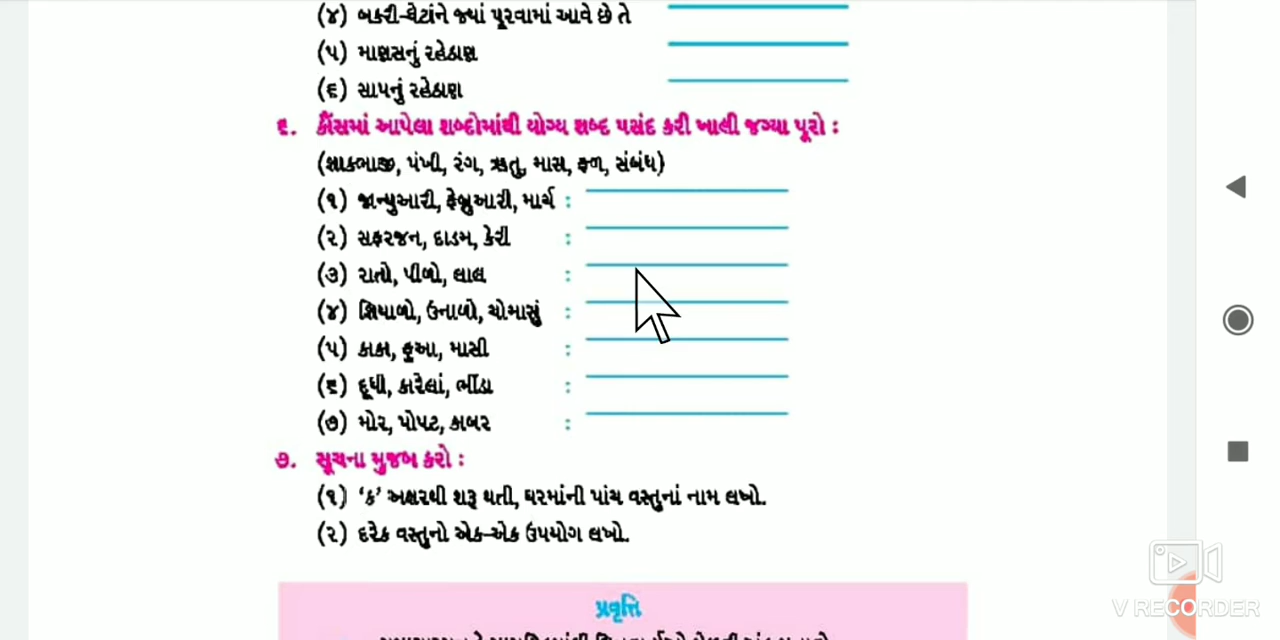 (૪) બકરી-ઘેટાંને જ્યાં પૂરવામાં આવે છે તે
(૫) માણસનું રહેઠાણ
(૬) સાપનું રહેઠાણ
૬. કૌંસમાં આપેલા શબ્દોમાંથી યોગ્ય શબ્દ પસંદ કરી ખાલી જગ્યા પૂરો :
(શાકભાજી, પંખી, રંગ, ઋતુ, માસ, ફળ, સંબંધ)
(૧) જાન્યુઆરી, ફેબ્રુઆરી, માર્ચ :
(૨) સફરજન, દાડમ, કેરી :
(૩) રાતો, પીળો, લાલ :
(૪) શિયાળો, ઉનાળો, ચોમાસું :
(૫) કાકા, ફુઆ, માસી :
(૬) દૂધી, કારેલાં, ભીંડા :
(૭) મોર, પોપટ, કાબર :
૭. સૂચના મુજબ કરો :
(૧) ‘ક’ અક્ષરથી શરૂ થતી, ઘરમાંની પાંચ વસ્તુનાં નામ લખો.
(૨) દરેક વસ્તુનો એક-એક ઉપયોગ લખો.
પ્રવૃત્તિ
V RECORDER